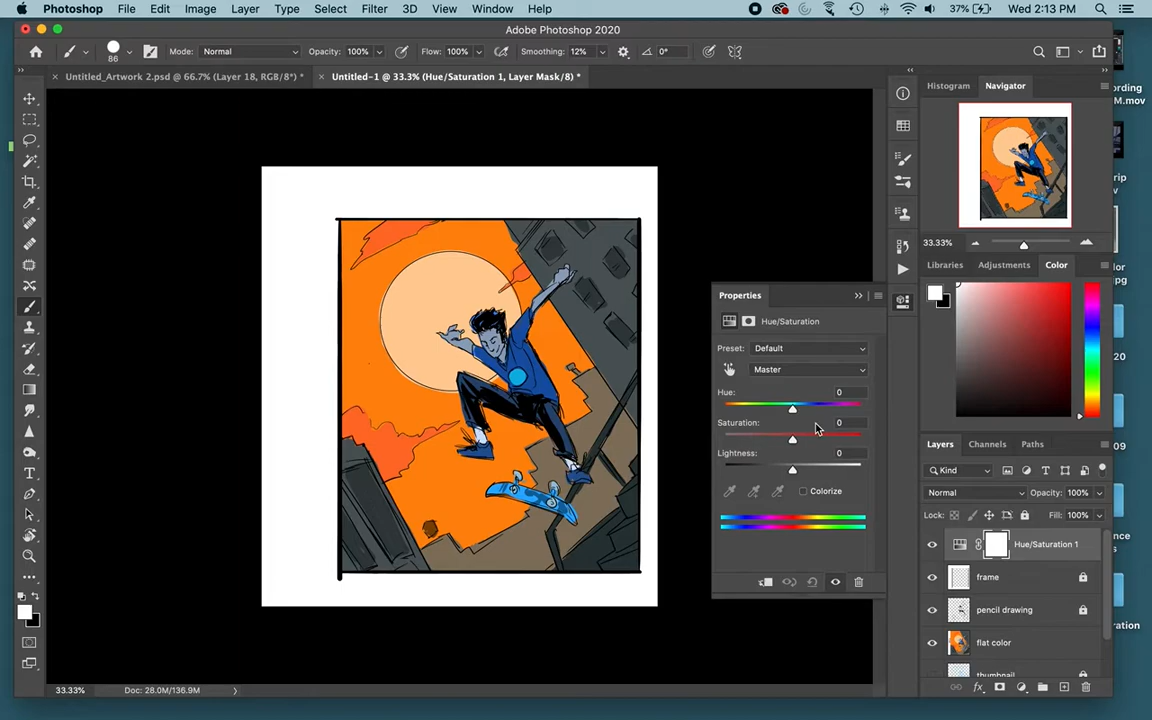 Photoshop File Edit Image Layer Type Select Filter 3D View Window Help 37% Wed 2:13 PM
Adobe Photoshop 2020
86 Mode: Normal Opacity: 100% Flow: 100% Smoothing: 12% 0°
Untitled_Artwork 2.psd @ 66.7% (Layer 18, RGB/8*) * Untitled-1 @ 33.3% (Hue/Saturation 1, Layer Mask/8) *
Histogram Navigator
cording
M.mov
33.33%
Libraries Adjustments Color
Properties
Hue/Saturation
Preset: Default
Master
Hue: 0
Saturation: 0
Lightness: 0
Colorize
Layers Channels Paths
Kind
Normal Opacity: 100%
Lock: Fill: 100%
Hue/Saturation 1
frame
pencil drawing
flat color
thumbnail
33.33% Doc: 28.0M/136.9M